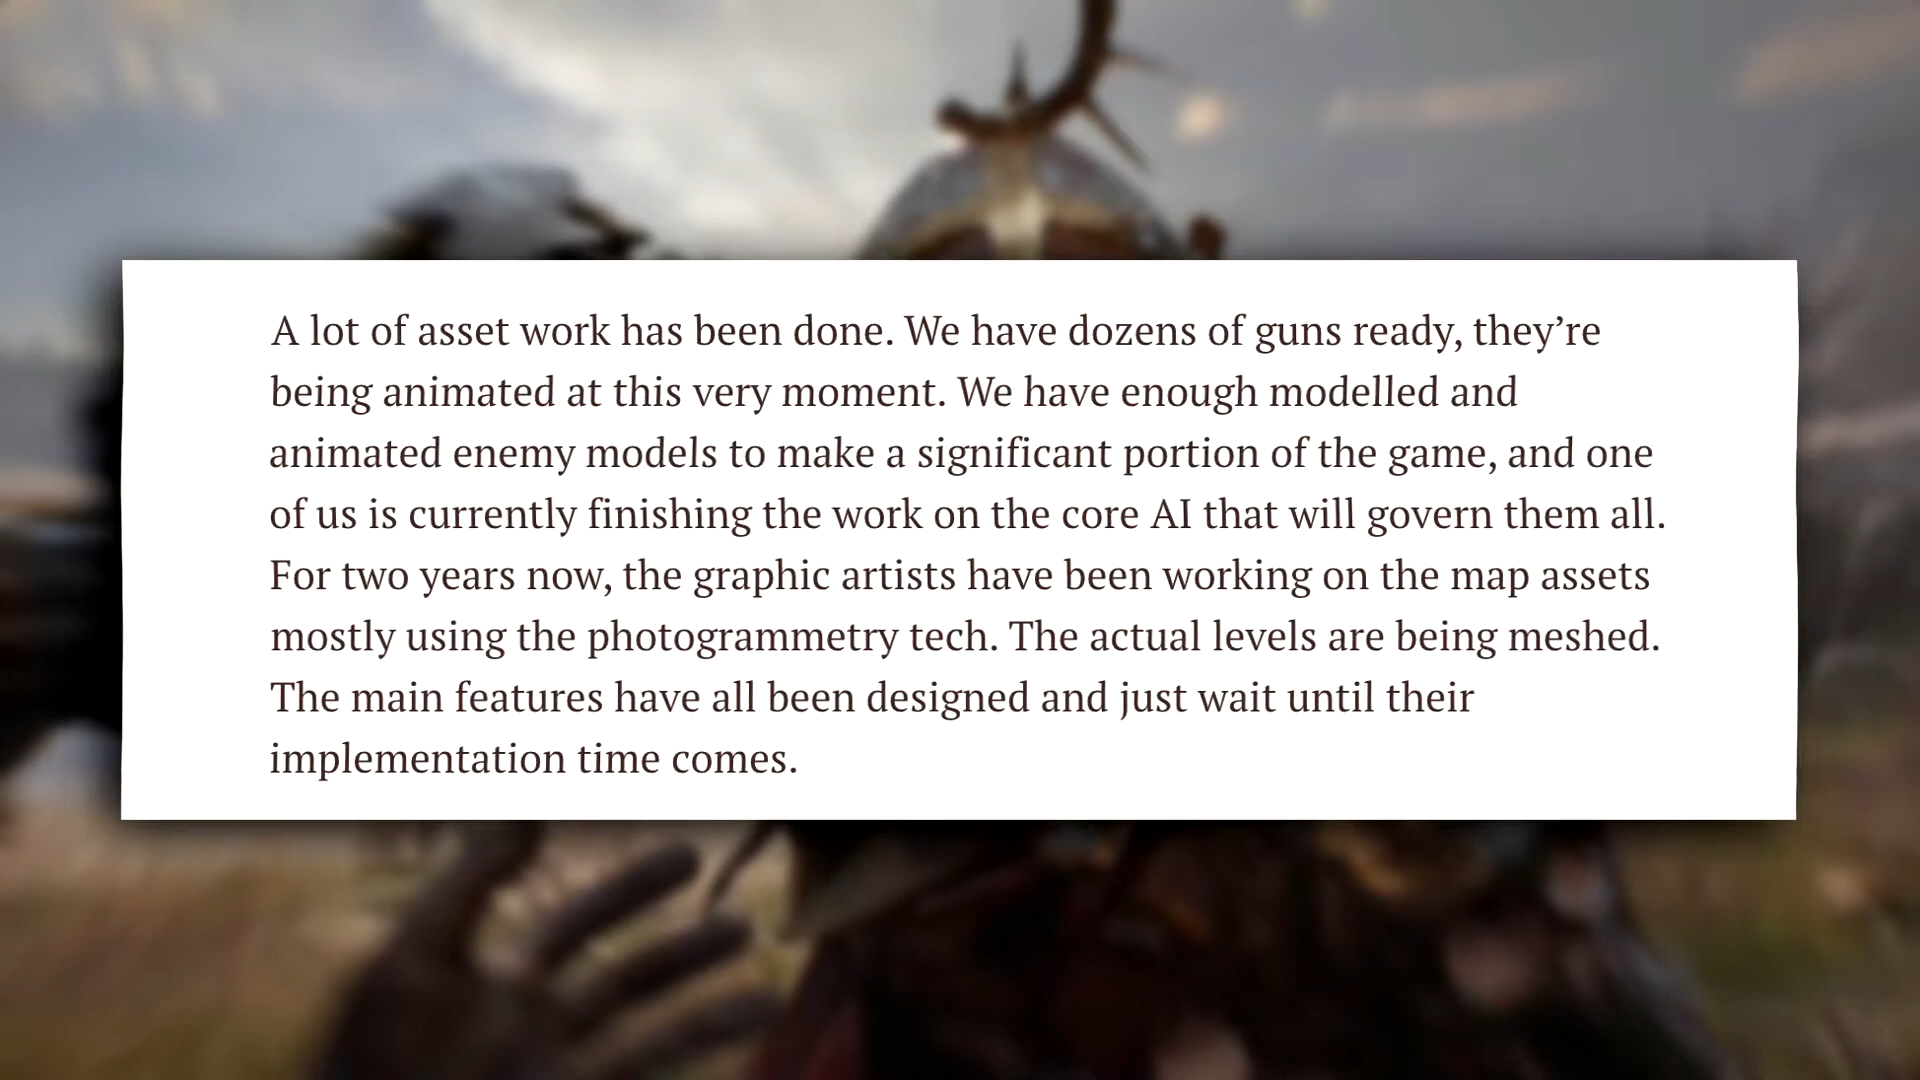 A lot of asset work has been done. We have dozens of guns ready, they’re
being animated at this very moment. We have enough modelled and
animated enemy models to make a significant portion of the game, and one
of us is currently finishing the work on the core AI that will govern them all.
For two years now, the graphic artists have been working on the map assets
mostly using the photogrammetry tech. The actual levels are being meshed.
The main features have all been designed and just wait until their
implementation time comes.